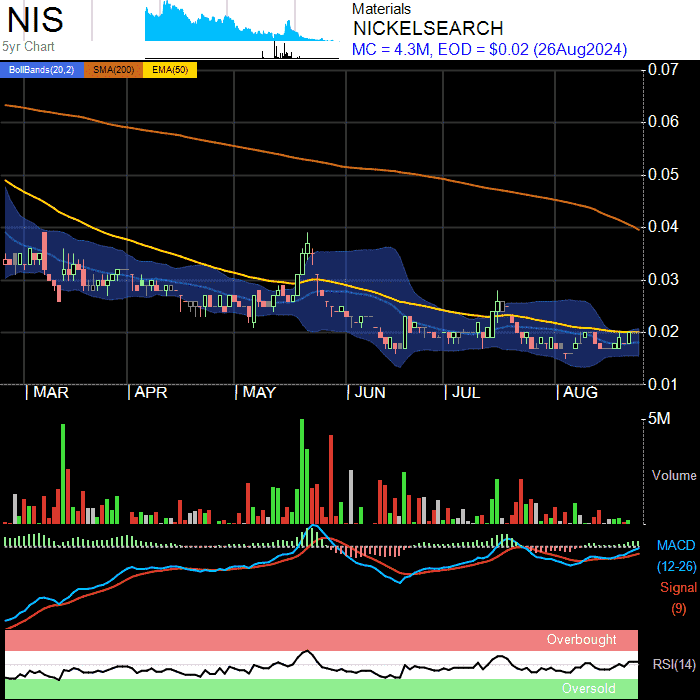 NIS
5yr Chart
Materials
NICKELSEARCH
MC = 4.3M, EOD = $0.02 (26Aug2024)
BollBands(20,2) SMA(200) EMA(50)
0.07
0.06
0.05
0.04
0.03
0.02
0.01
MAR APR MAY JUN JUL AUG
5M
Volume
MACD
(12-26)
Signal
(9)
Overbought
RSI(14)
Oversold